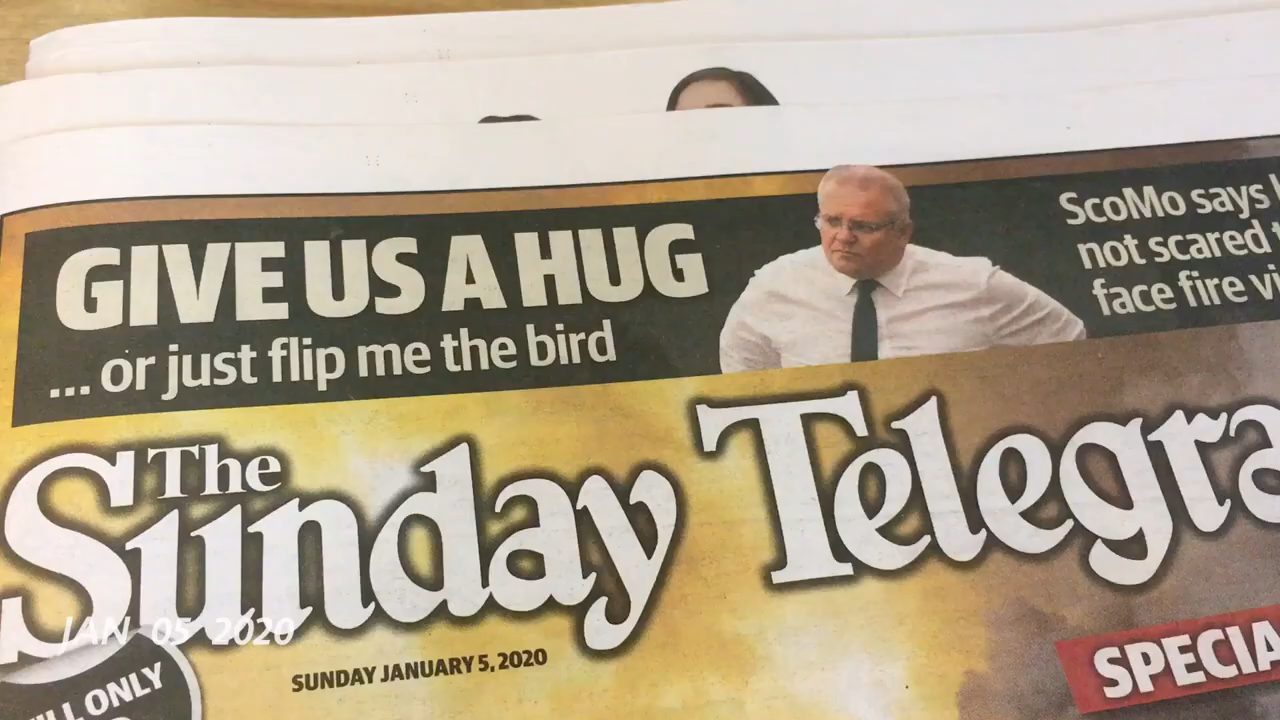 GIVE US A HUG
... or just flip me the bird
ScoMo says
not scared
face fire
The
Sunday Telegra
JAN 05 2020
SUNDAY JANUARY 5, 2020
ONLY
SPECIA